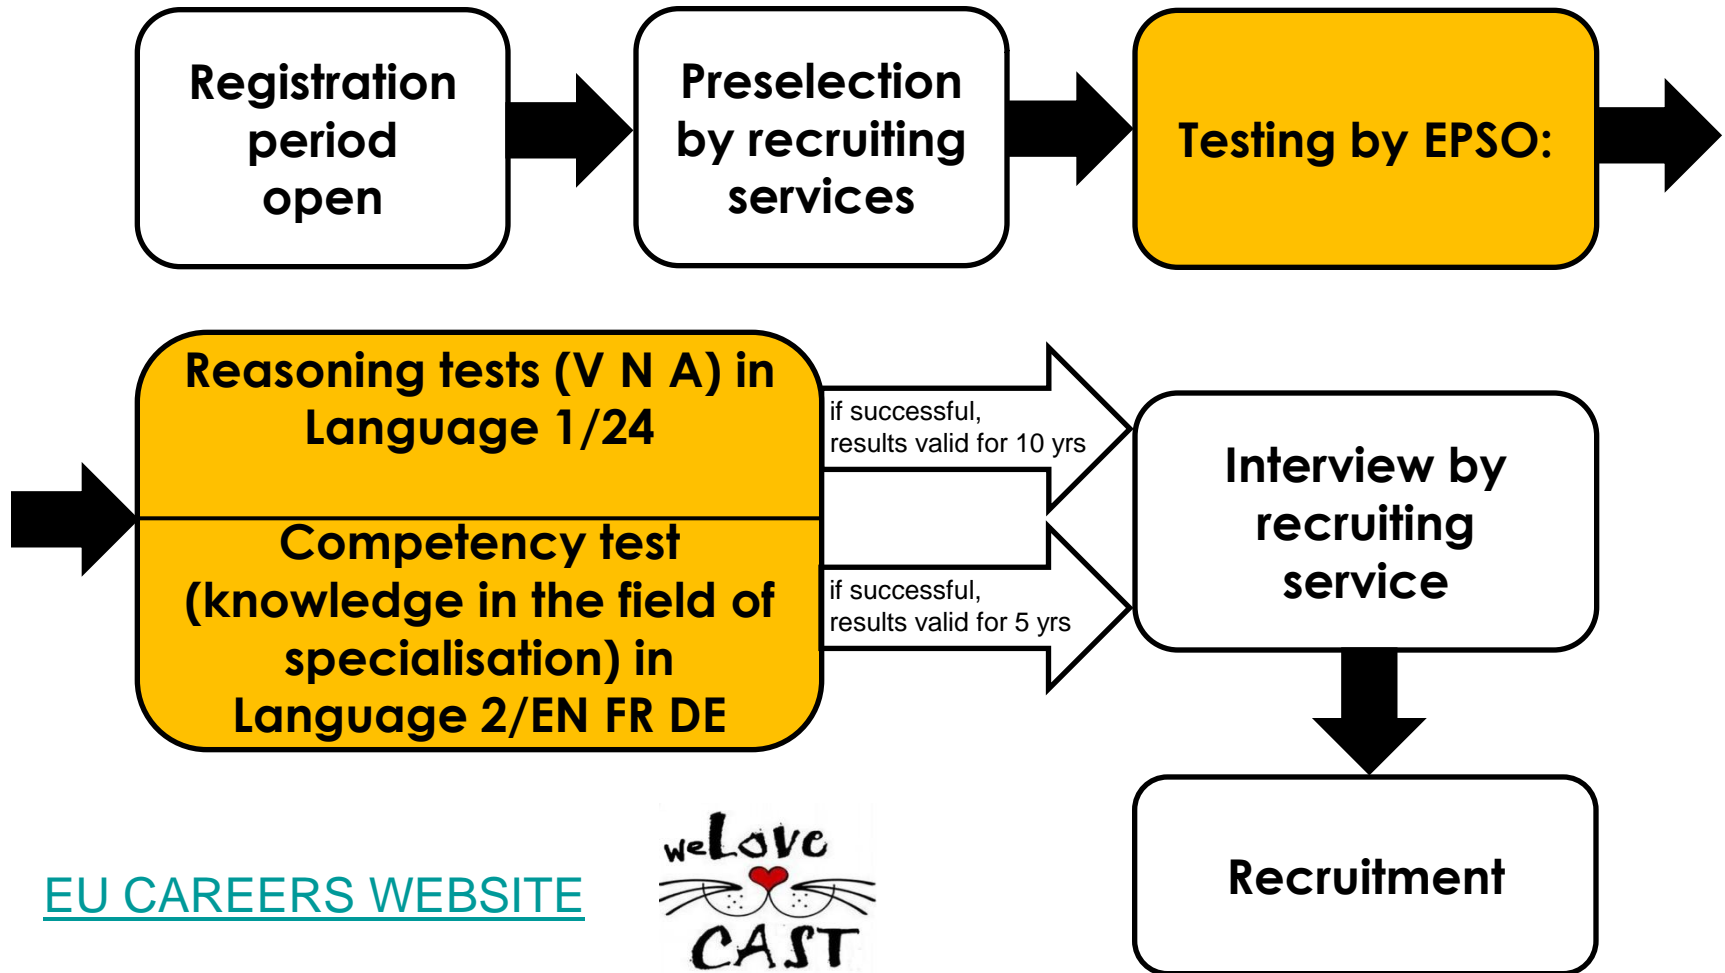 Registration
period
open
Preselection
by recruiting
services
Testing by EPSO:
Reasoning tests (V N A) in
Language 1/24
if successful,
results valid for 10 yrs
Competency test
(knowledge in the field of
specialisation) in
Language 2/EN FR DE
if successful,
results valid for 5 yrs
Interview by
recruiting
service
Recruitment
EU CAREERS WEBSITE
we Love
CAST